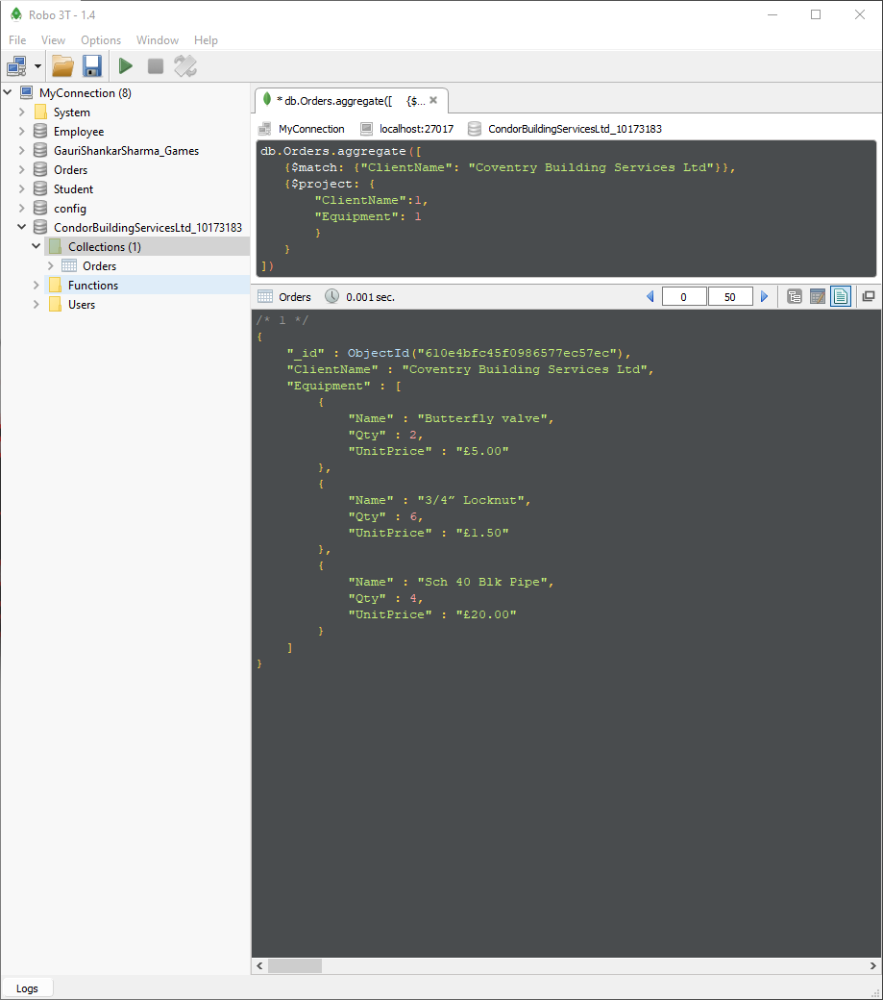 Robo 3T - 1.4
File View Options Window Help
MyConnection (8)
System
Employee
GauriShankarSharma_Games
Orders
Student
config
CondorBuildingServicesLtd_10173183
Collections (1)
Orders
Functions
Users
* db.Orders.aggregate([ {$...
MyConnection localhost:27017 CondorBuildingServicesLtd_10173183
db.Orders.aggregate([
{$match: {"ClientName": "Coventry Building Services Ltd"}},
{$project: {
"ClientName":1,
"Equipment": 1
}
}
])
Orders 0.001 sec. 0 50
/* 1 */
{
"_id" : ObjectId("610e4bfc45f0986577ec57ec"),
"ClientName" : "Coventry Building Services Ltd",
"Equipment" : [
{
"Name" : "Butterfly valve",
"Qty" : 2,
"UnitPrice" : "£5.00"
},
{
"Name" : "3/4” Locknut",
"Qty" : 6,
"UnitPrice" : "£1.50"
},
{
"Name" : "Sch 40 Blk Pipe",
"Qty" : 4,
"UnitPrice" : "£20.00"
}
]
}
Logs